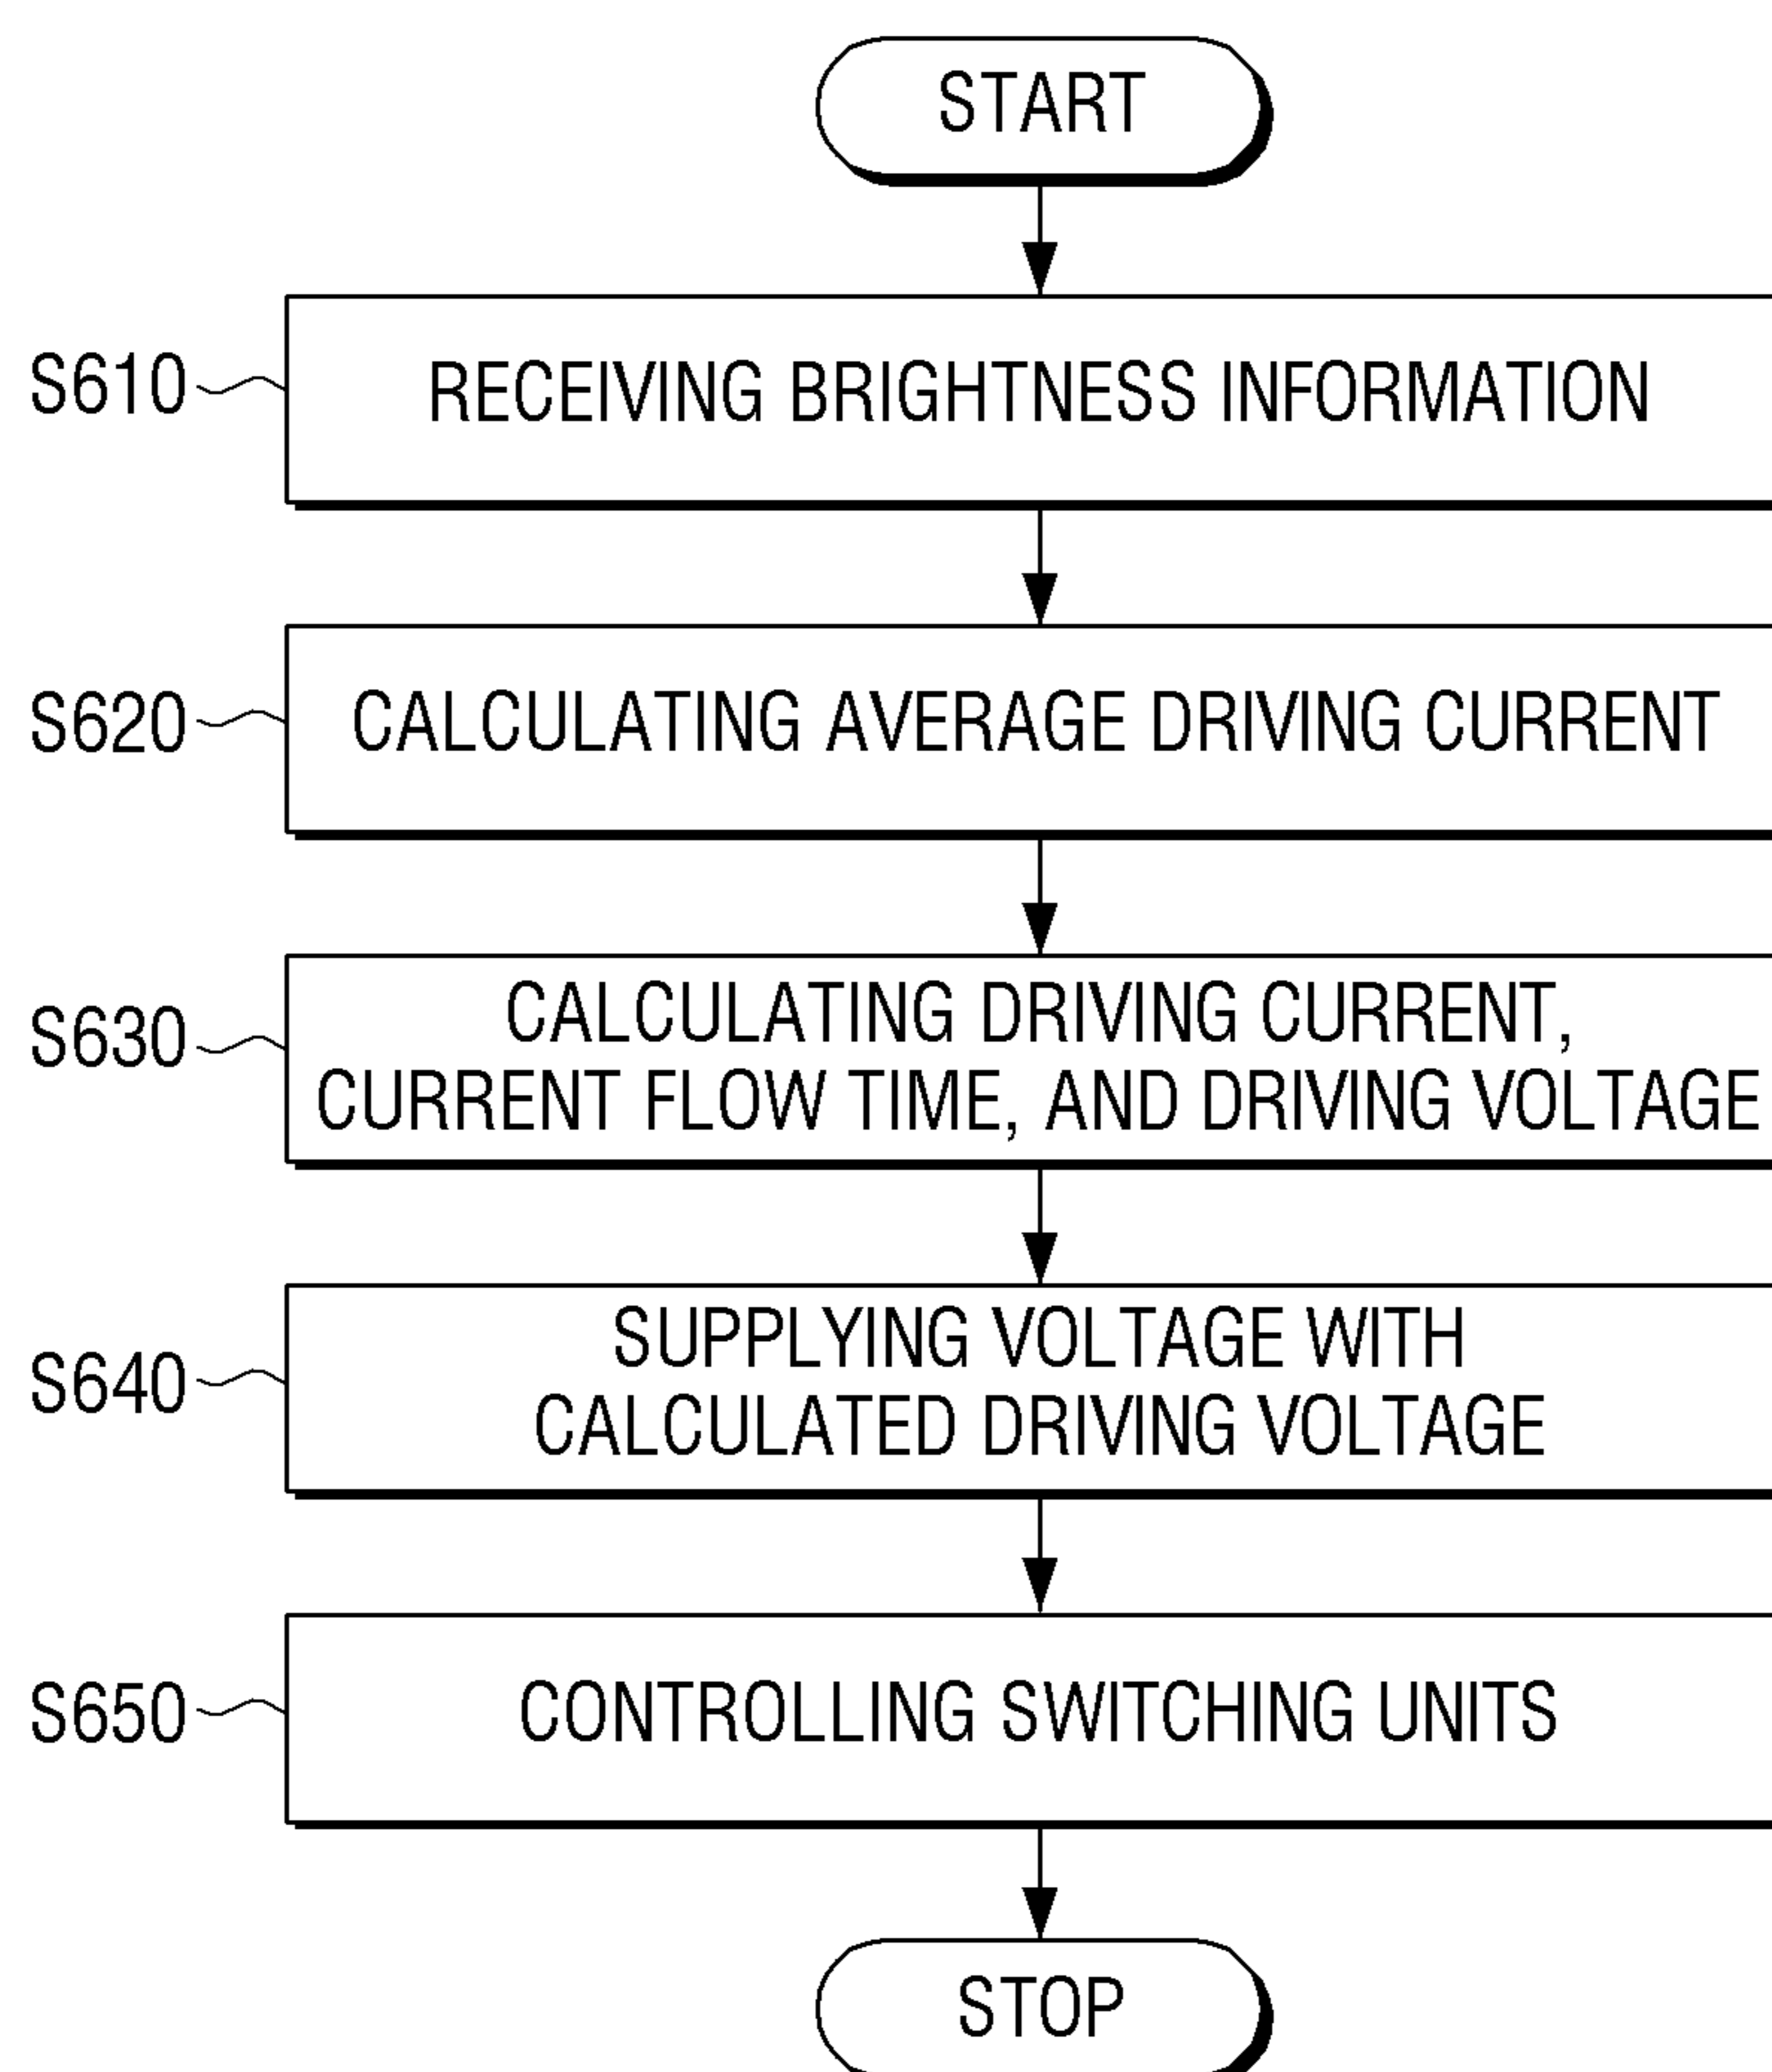 START
S610
RECEIVING BRIGHTNESS INFORMATION
S620
CALCULATING AVERAGE DRIVING CURRENT
S630
CALCULATING DRIVING CURRENT,
CURRENT FLOW TIME, AND DRIVING VOLTAGE
S640
SUPPLYING VOLTAGE WITH
CALCULATED DRIVING VOLTAGE
S650
CONTROLLING SWITCHING UNITS
STOP